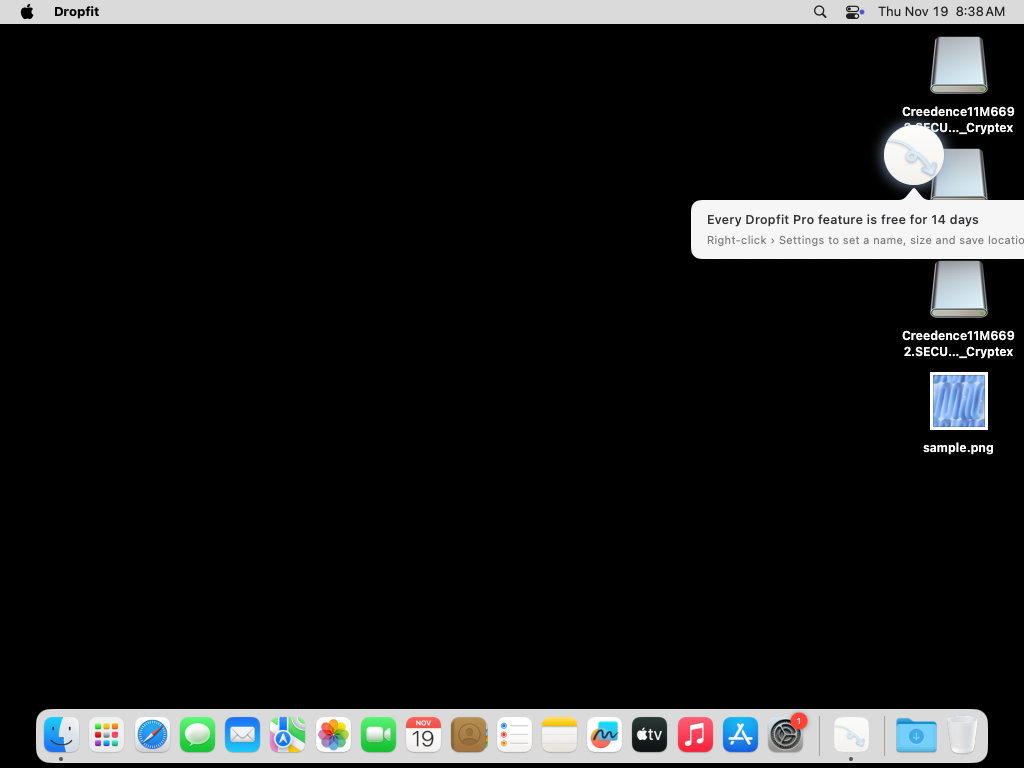 Dropfit
Thu Nov 19 8:38 AM
Creedence11M669
2.SECU..._Cryptex
Every Dropfit Pro feature is free for 14 days
Right-click › Settings to set a name, size and save locatio
Creedence11M669
2.SECU..._Cryptex
sample.png
NOV
19
tv
1